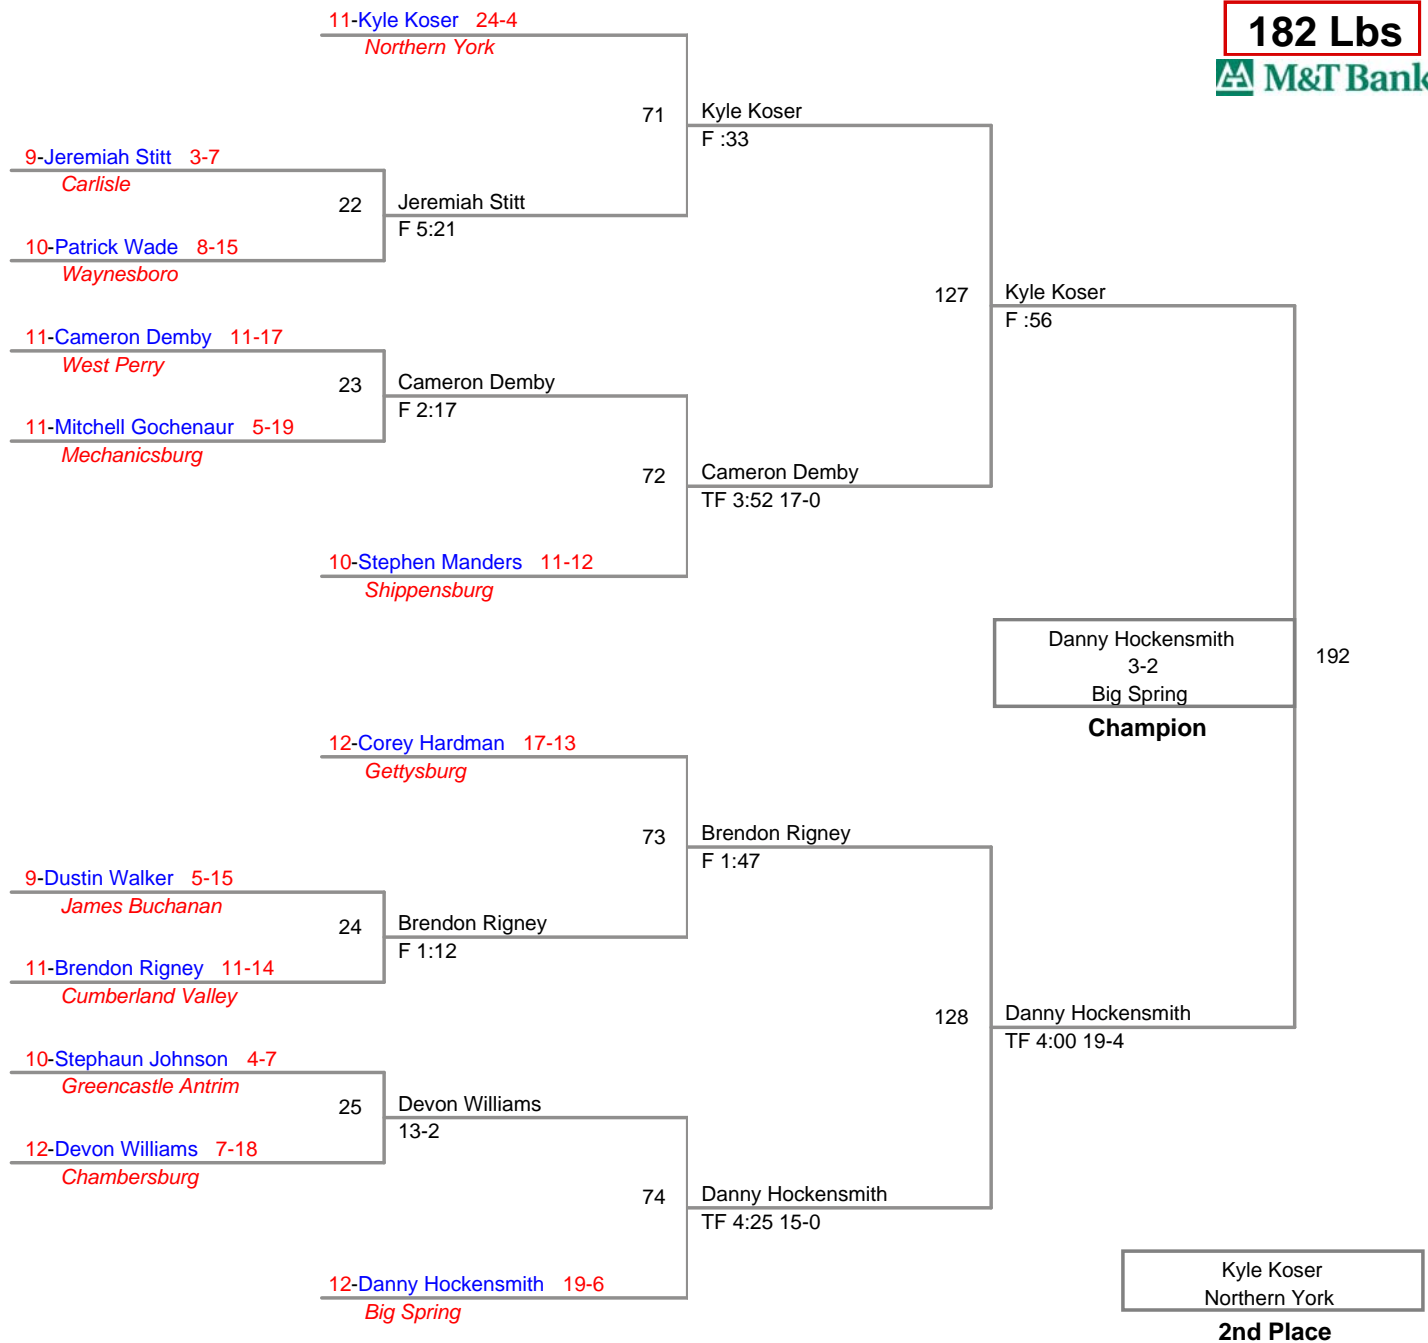 11-Kyle Koser 24-4
Northern York
182 Lbs
M&T Bank
71
Kyle Koser
F :33
9-Jeremiah Stitt 3-7
Carlisle
22
Jeremiah Stitt
F 5:21
10-Patrick Wade 8-15
Waynesboro
127
Kyle Koser
F :56
11-Cameron Demby 11-17
West Perry
23
Cameron Demby
F 2:17
11-Mitchell Gochenaur 5-19
Mechanicsburg
72
Cameron Demby
TF 3:52 17-0
10-Stephen Manders 11-12
Shippensburg
Danny Hockensmith
3-2
Big Spring
192
Champion
12-Corey Hardman 17-13
Gettysburg
73
Brendon Rigney
F 1:47
9-Dustin Walker 5-15
James Buchanan
24
Brendon Rigney
F 1:12
11-Brendon Rigney 11-14
Cumberland Valley
128
Danny Hockensmith
TF 4:00 19-4
10-Stephaun Johnson 4-7
Greencastle Antrim
25
Devon Williams
13-2
12-Devon Williams 7-18
Chambersburg
74
Danny Hockensmith
TF 4:25 15-0
12-Danny Hockensmith 19-6
Big Spring
Kyle Koser
Northern York
2nd Place